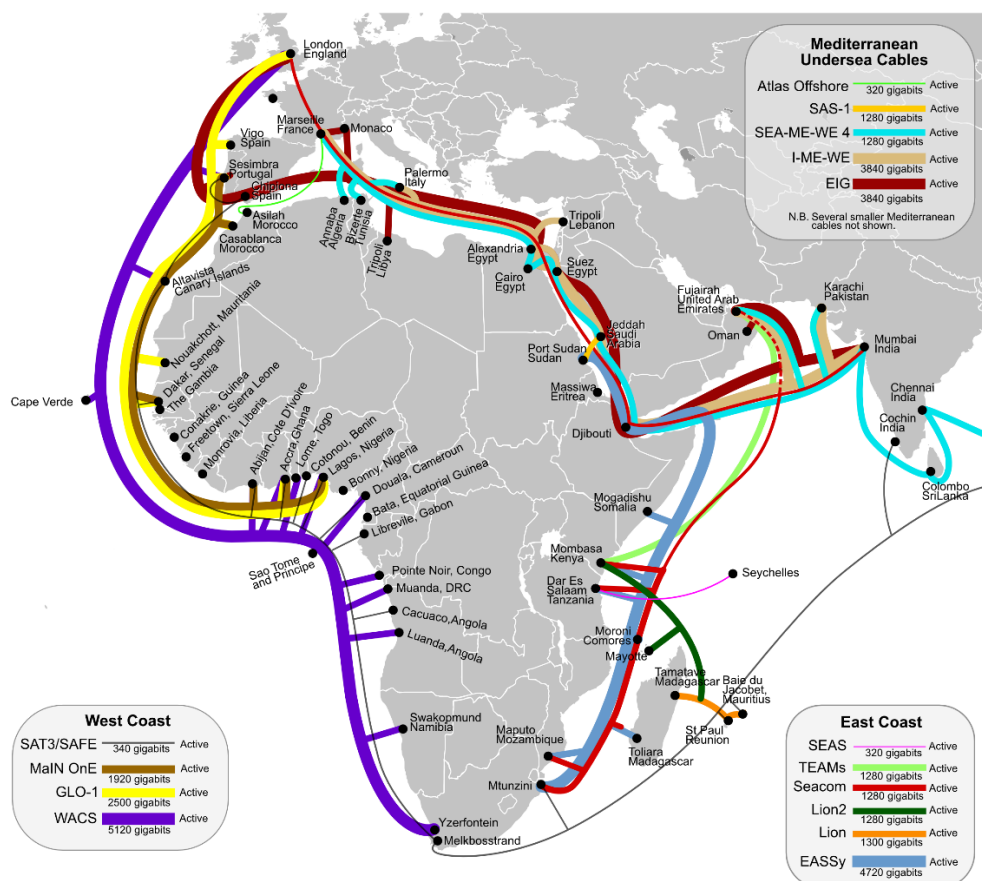 London
England
Marseille
France
Monaco
Vigo
Spain
Sesimbra
Portugal
Chipiona
Spain
Asilah
Morocco
Casablanca
Morocco
Annaba
Algeria
Bizerte
Tunisia
Tripoli
Libya
Palermo
Italy
Tripoli
Lebanon
Alexandria
Egypt
Cairo
Egypt
Suez
Egypt
Altavista
Canary Islands
Jeddah
Saudi
Arabia
Port Sudan
Sudan
Massiwa
Eritrea
Djibouti
Fujairah
United Arab
Emirates
Oman
Karachi
Pakistan
Mumbai
India
Chennai
India
Cochin
India
Colombo
SriLanka
Cape Verde
Nouakchott, Mauritania
Dakar, Senegal
The Gambia
Conakrie, Guinea
Freetown, Sierra Leone
Monrovia, Liberia
Abijan,Cote D'Ivore
Accra,Ghana
Lome, Togo
Cotonou, Benin
Lagos, Nigeria
Bonny, Nigeria
Douala, Cameroun
Bata, Equatorial Guinea
Librevile, Gabon
Sao Tome
and Principe
Pointe Noir, Congo
Muanda, DRC
Cacuaco,Angola
Luanda,Angola
Swakopmund
Namibia
Yzerfontein
Melkbosstrand
Mogadishu
Somalia
Mombasa
Kenya
Dar Es
Salaam
Tanzania
Seychelles
Moroni
Comores
Mayotte
Tamatave
Madagascar
Baie du
Jacobet,
Mauritius
St Paul
Reunion
Toliara
Madagascar
Maputo
Mozambique
Mtunzini
Mediterranean
Undersea Cables
Atlas Offshore
320 gigabits
Active
SAS-1
1280 gigabits
Active
SEA-ME-WE 4
1280 gigabits
Active
I-ME-WE
3840 gigabits
Active
EIG
3840 gigabits
Active
N.B. Several smaller Mediterranean
cables not shown.
West Coast
SAT3/SAFE
340 gigabits
Active
MaIN OnE
1920 gigabits
Active
GLO-1
2500 gigabits
Active
WACS
5120 gigabits
Active
East Coast
SEAS
320 gigabits
Active
TEAMs
1280 gigabits
Active
Seacom
1280 gigabits
Active
Lion2
1280 gigabits
Active
Lion
1300 gigabits
Active
EASSy
4720 gigabits
Active